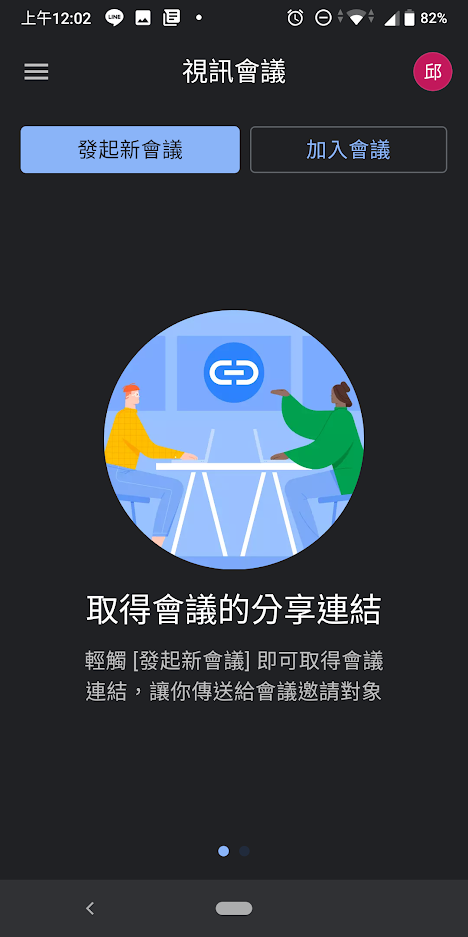 上午12:02 LINE 82%
視訊會議
邱
發起新會議
加入會議
取得會議的分享連結
輕觸 [發起新會議] 即可取得會議
連結，讓你傳送給會議邀請對象